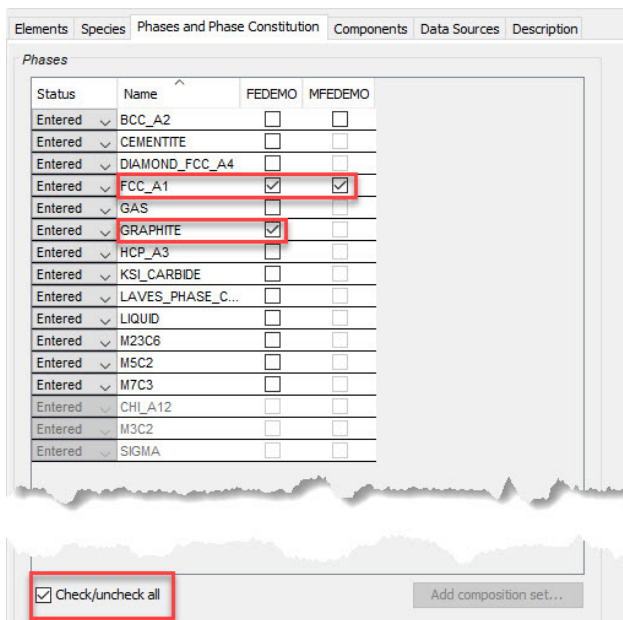 Elements Species Phases and Phase Constitution Components Data Sources Description
Phases
Status Name FEDEMO MFEDEMO
Entered BCC_A2
Entered CEMENTITE
Entered DIAMOND_FCC_A4
Entered FCC_A1
Entered GAS
Entered GRAPHITE
Entered HCP_A3
Entered KSI_CARBIDE
Entered LAVES_PHASE_C...
Entered LIQUID
Entered M23C6
Entered M5C2
Entered M7C3
Entered CHI_A12
Entered M3C2
Entered SIGMA
Check/uncheck all Add composition set...